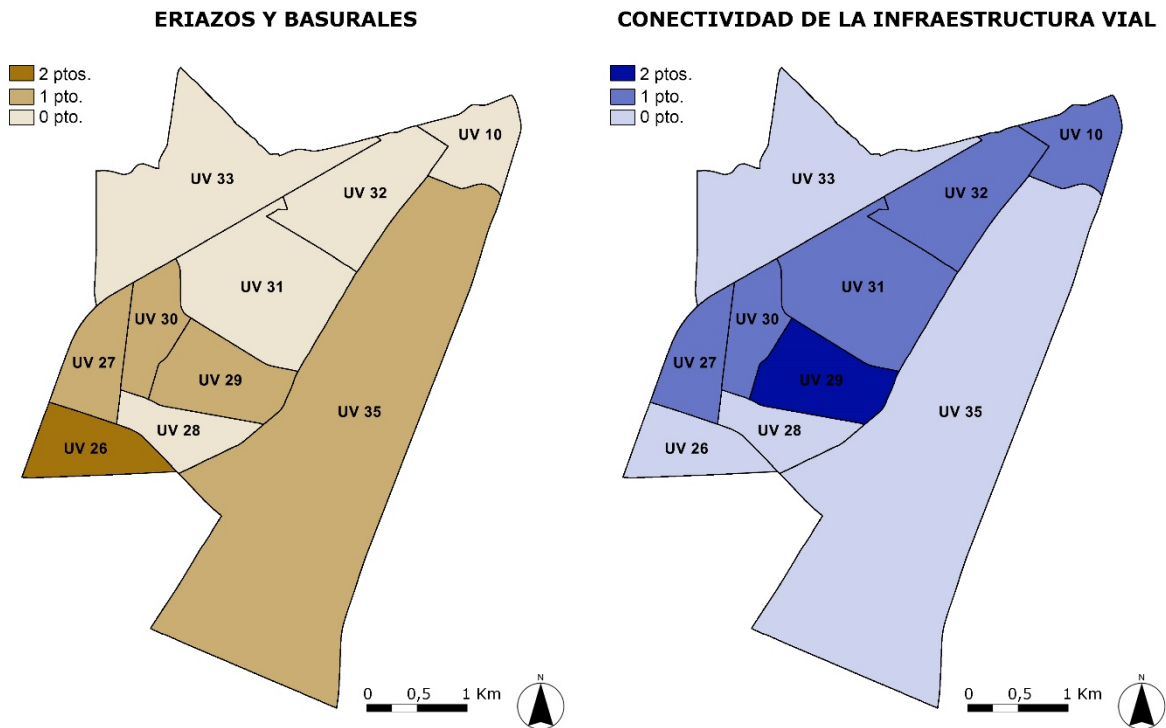 ERIAZOS Y BASURALES
2 ptos.
1 pto.
0 pto.
UV 10
UV 33
UV 32
UV 31
UV 30
UV 27
UV 29
UV 35
UV 28
UV 26
0 0,5 1 Km
N
CONECTIVIDAD DE LA INFRAESTRUCTURA VIAL
2 ptos.
1 pto.
0 pto.
UV 10
UV 33
UV 32
UV 31
UV 30
UV 27
UV 29
UV 35
UV 28
UV 26
0 0,5 1 Km
N